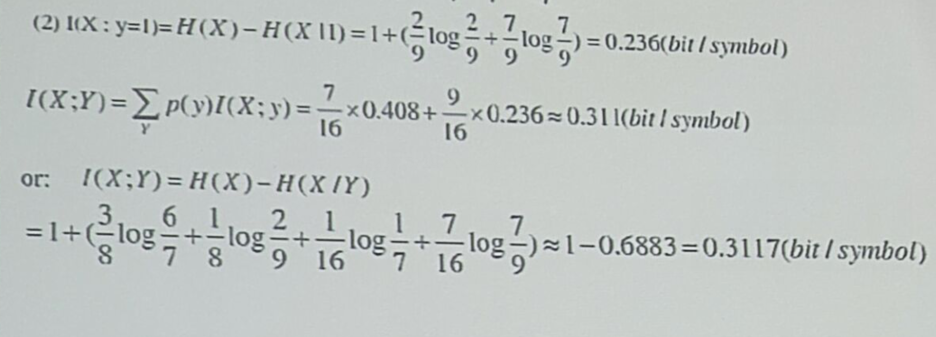 (2) I(X : y=1)= H(X) − H(X | 1) = 1+(2/9 log 2/9 + 7/9 log 7/9) = 0.236(bit / symbol)
I(X;Y) = ∑_Y p(y)I(X; y) = 7/16 ×0.408+ 9/16 ×0.236 ≈ 0.311(bit / symbol)
or: I(X;Y) = H(X) − H(X /Y)
=1+(3/8 log 6/7 + 1/8 log 2/9 + 1/16 log 1/7 + 7/16 log 7/9) ≈ 1−0.6883 = 0.3117(bit / symbol)